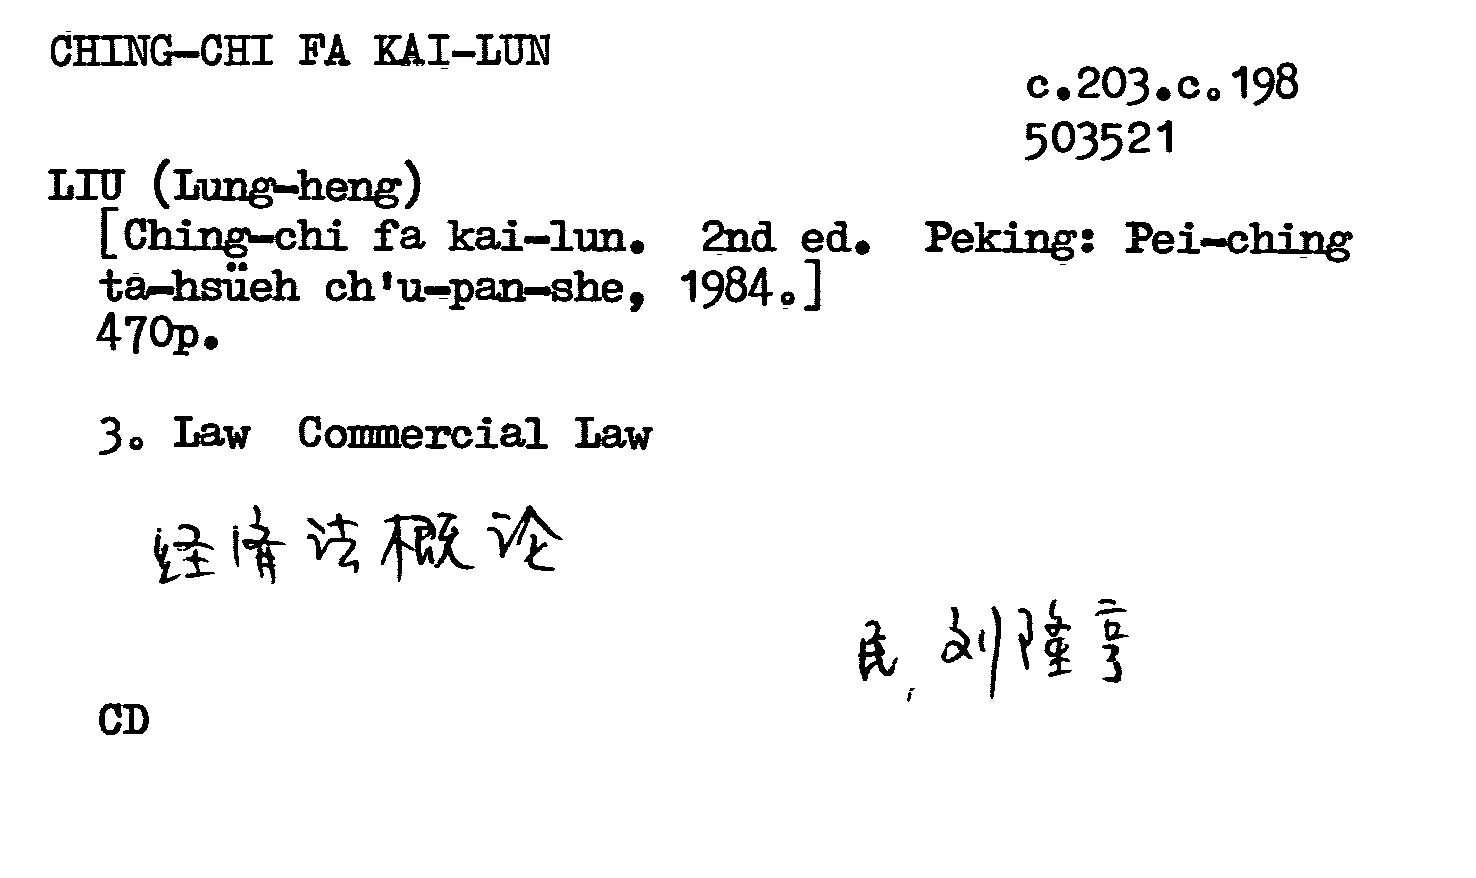 CHING-CHI FA KAI-LUN
c.203.c.198
503521
LIU (Lung-heng)
[Ching-chi fa kai-lun. 2nd ed. Peking: Pei-ching
ta-hsüeh ch'u-pan-she, 1984.]
470p.
3. Law Commercial Law
经济法概论
刘隆亨
CD